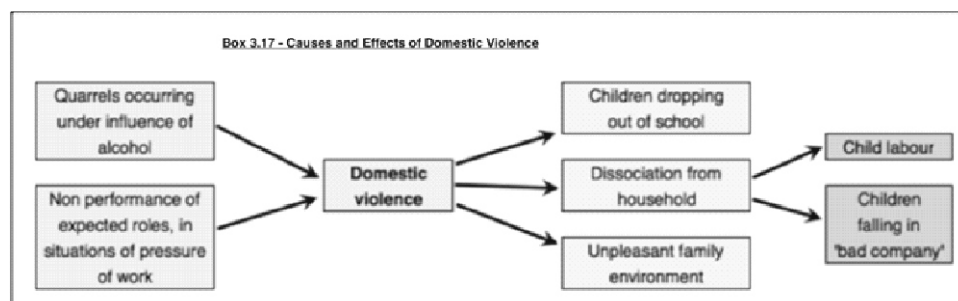 Box 3.17 - Causes and Effects of Domestic Violence
Quarrels occurring
under influence of
alcohol
Non performance of
expected roles, in
situations of pressure
of work
Domestic
violence
Children dropping
out of school
Dissociation from
household
Unpleasant family
environment
Child labour
Children
falling in
"bad company"